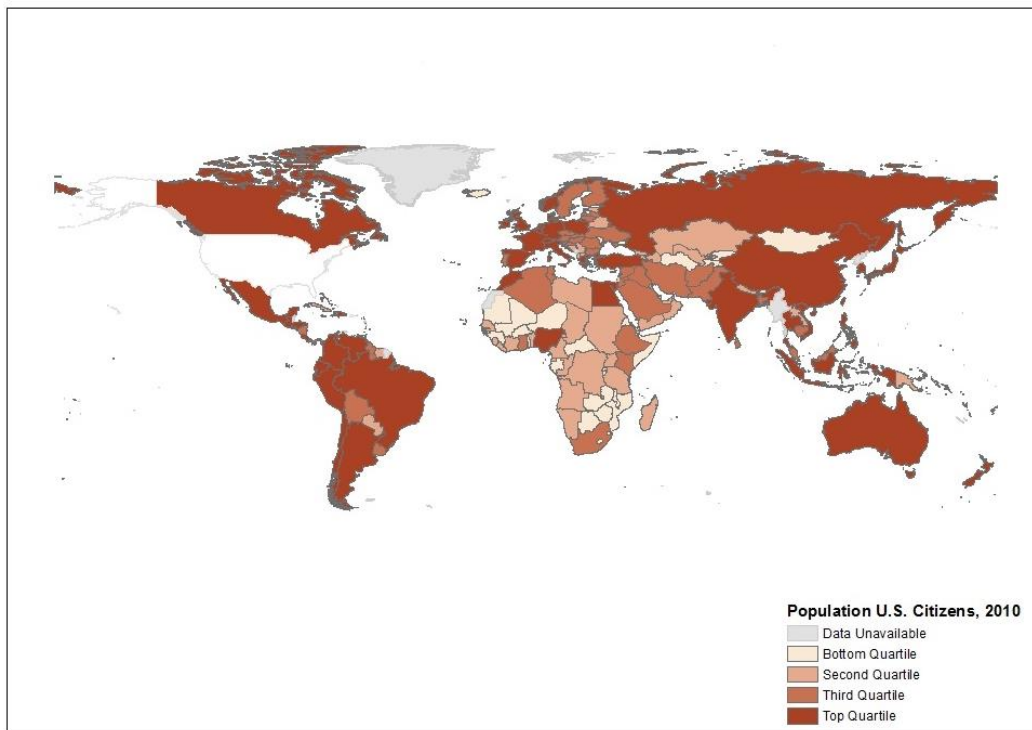 Population U.S. Citizens, 2010
Data Unavailable
Bottom Quartile
Second Quartile
Third Quartile
Top Quartile